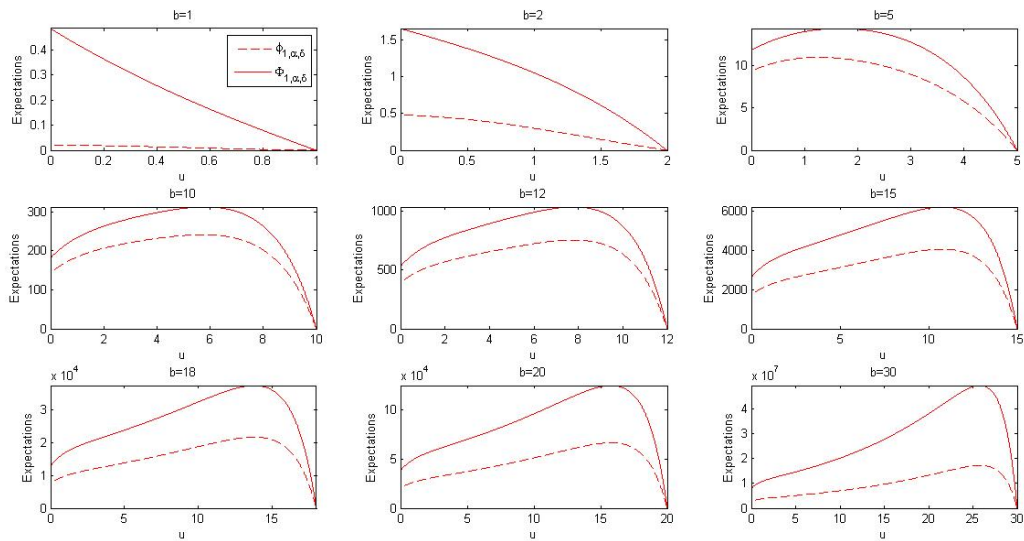 b=1
b=2
b=5
Expectations
0.4
0.3
0.2
0.1
0
ϕ1,α,δ
Φ1,α,δ
0 0.2 0.4 0.6 0.8 1
u
Expectations
1.5
1
0.5
0
0 0.5 1 1.5 2
u
Expectations
10
5
0
0 1 2 3 4 5
u
b=10
b=12
b=15
Expectations
300
200
100
0
0 2 4 6 8 10
u
Expectations
1000
500
0
0 2 4 6 8 10 12
u
Expectations
6000
4000
2000
0
0 5 10 15
u
b=18
b=20
b=30
x 10^4
Expectations
3
2
1
0
0 5 10 15
u
x 10^4
Expectations
10
5
0
0 5 10 15 20
u
x 10^7
Expectations
4
3
2
1
0
0 5 10 15 20 25 30
u